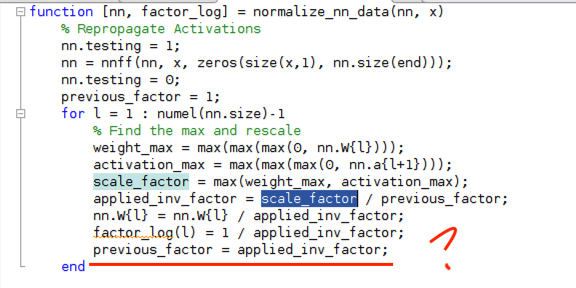 function [nn, factor_log] = normalize_nn_data(nn, x)
% Repropagate Activations
nn.testing = 1;
nn = nnff(nn, x, zeros(size(x,1), nn.size(end)));
nn.testing = 0;
previous_factor = 1;
for l = 1 : numel(nn.size)-1
% Find the max and rescale
weight_max = max(max(max(0, nn.W{l})));
activation_max = max(max(max(0, nn.a{l+1})));
scale_factor = max(weight_max, activation_max);
applied_inv_factor = scale_factor / previous_factor;
nn.W{l} = nn.W{l} / applied_inv_factor;
factor_log(l) = 1 / applied_inv_factor;
previous_factor = applied_inv_factor;
end
?